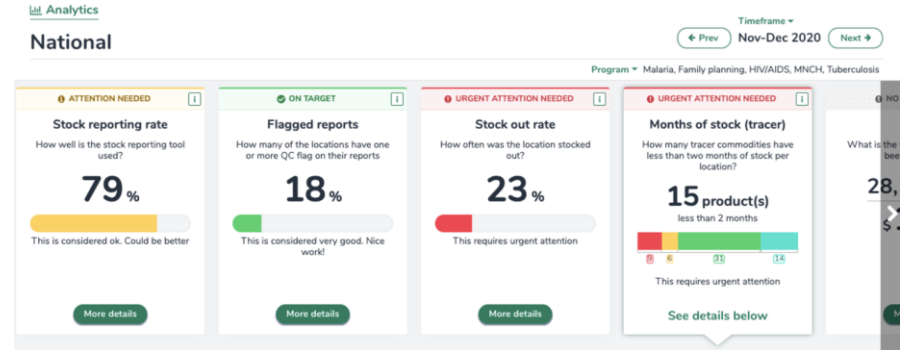 Analytics
National
Timeframe
Prev
Nov-Dec 2020
Next
Program
Malaria, Family planning, HIV/AIDS, MNCH, Tuberculosis
ATTENTION NEEDED
i
Stock reporting rate
How well is the stock reporting tool
used?
79 %
This is considered ok. Could be better
More details
ON TARGET
i
Flagged reports
How many of the locations have one
or more QC flag on their reports
18 %
This is considered very good. Nice
work!
More details
URGENT ATTENTION NEEDED
i
Stock out rate
How often was the location stocked
out?
23 %
This requires urgent attention
More details
URGENT ATTENTION NEEDED
i
Months of stock (tracer)
How many tracer commodities have
less than two months of stock per
location?
15 product(s)
less than 2 months
9 6 31 14
This requires urgent attention
See details below
NO
What is the
bee
28,
$